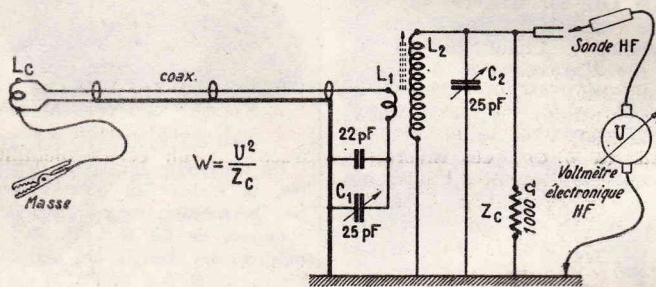 LC
Masse
coax.
W = U²/ZC
22 pF
C1
25 pF
L1
L2
C2
25 pF
ZC
1000 Ω
Sonde HF
U
Voltmètre
électronique
HF